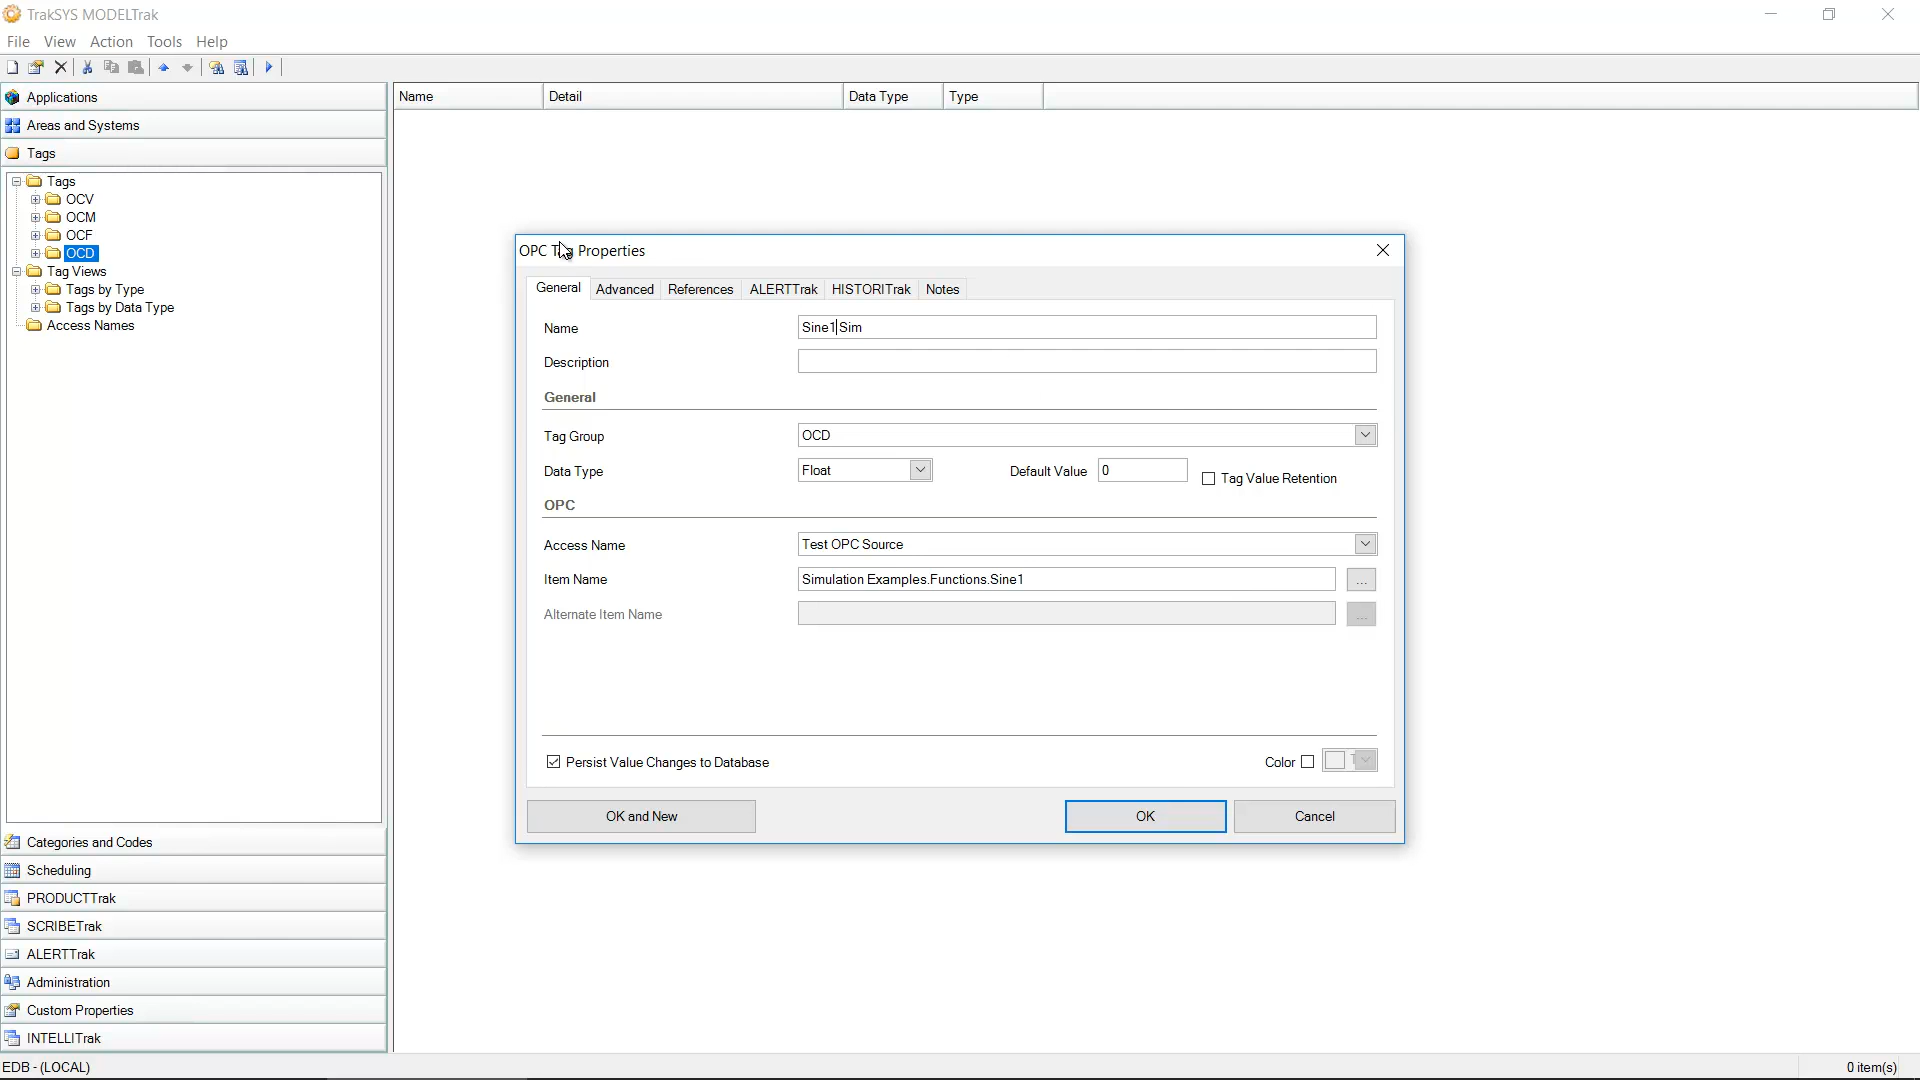 TrakSYS MODELTrak
File View Action Tools Help
Applications
Areas and Systems
Tags
Tags
OCV
OCM
OCF
OCD
Tag Views
Tags by Type
Tags by Data Type
Access Names
Categories and Codes
Scheduling
PRODUCTTrak
SCRIBETrak
ALERTTrak
Administration
Custom Properties
INTELLITrak
Name Detail Data Type Type
OPC Tag Properties
General Advanced References ALERTTrak HISTORITrak Notes
Name Sine1Sim
Description
General
Tag Group OCD
Data Type Float Default Value 0 Tag Value Retention
OPC
Access Name Test OPC Source
Item Name Simulation Examples.Functions.Sine1 ...
Alternate Item Name ...
Persist Value Changes to Database Color
OK and New OK Cancel
EDB - (LOCAL) 0 item(s)